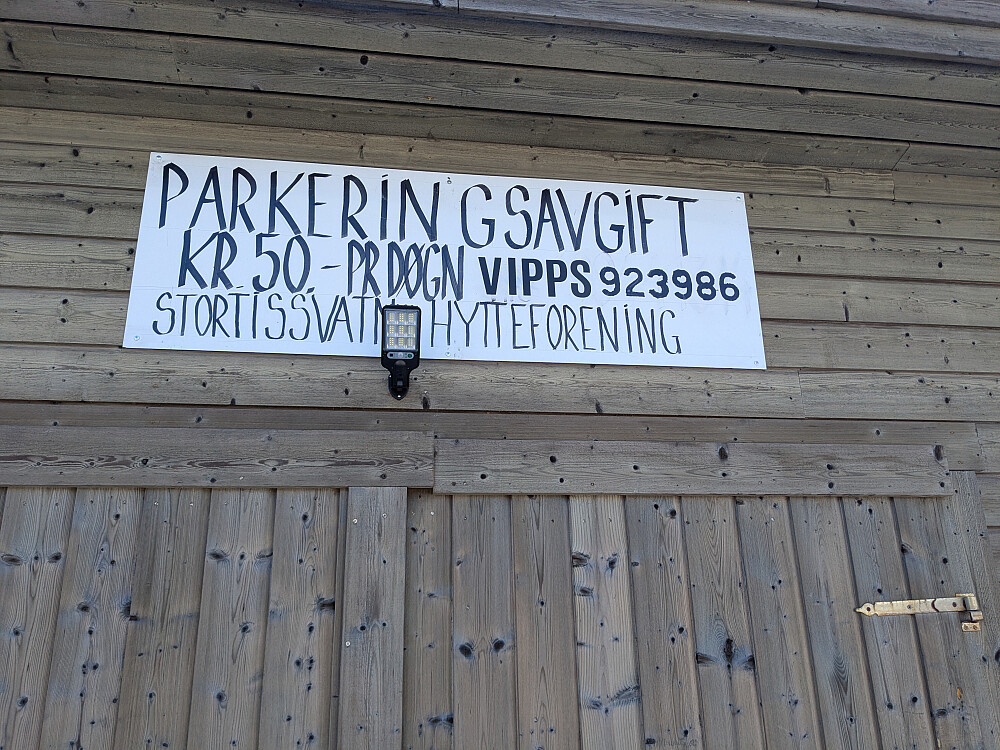 PARKERINGSAVGIFT
KR 50.- PR DØGN VIPPS 923986
STORTISSVATN HYTTEFORENING